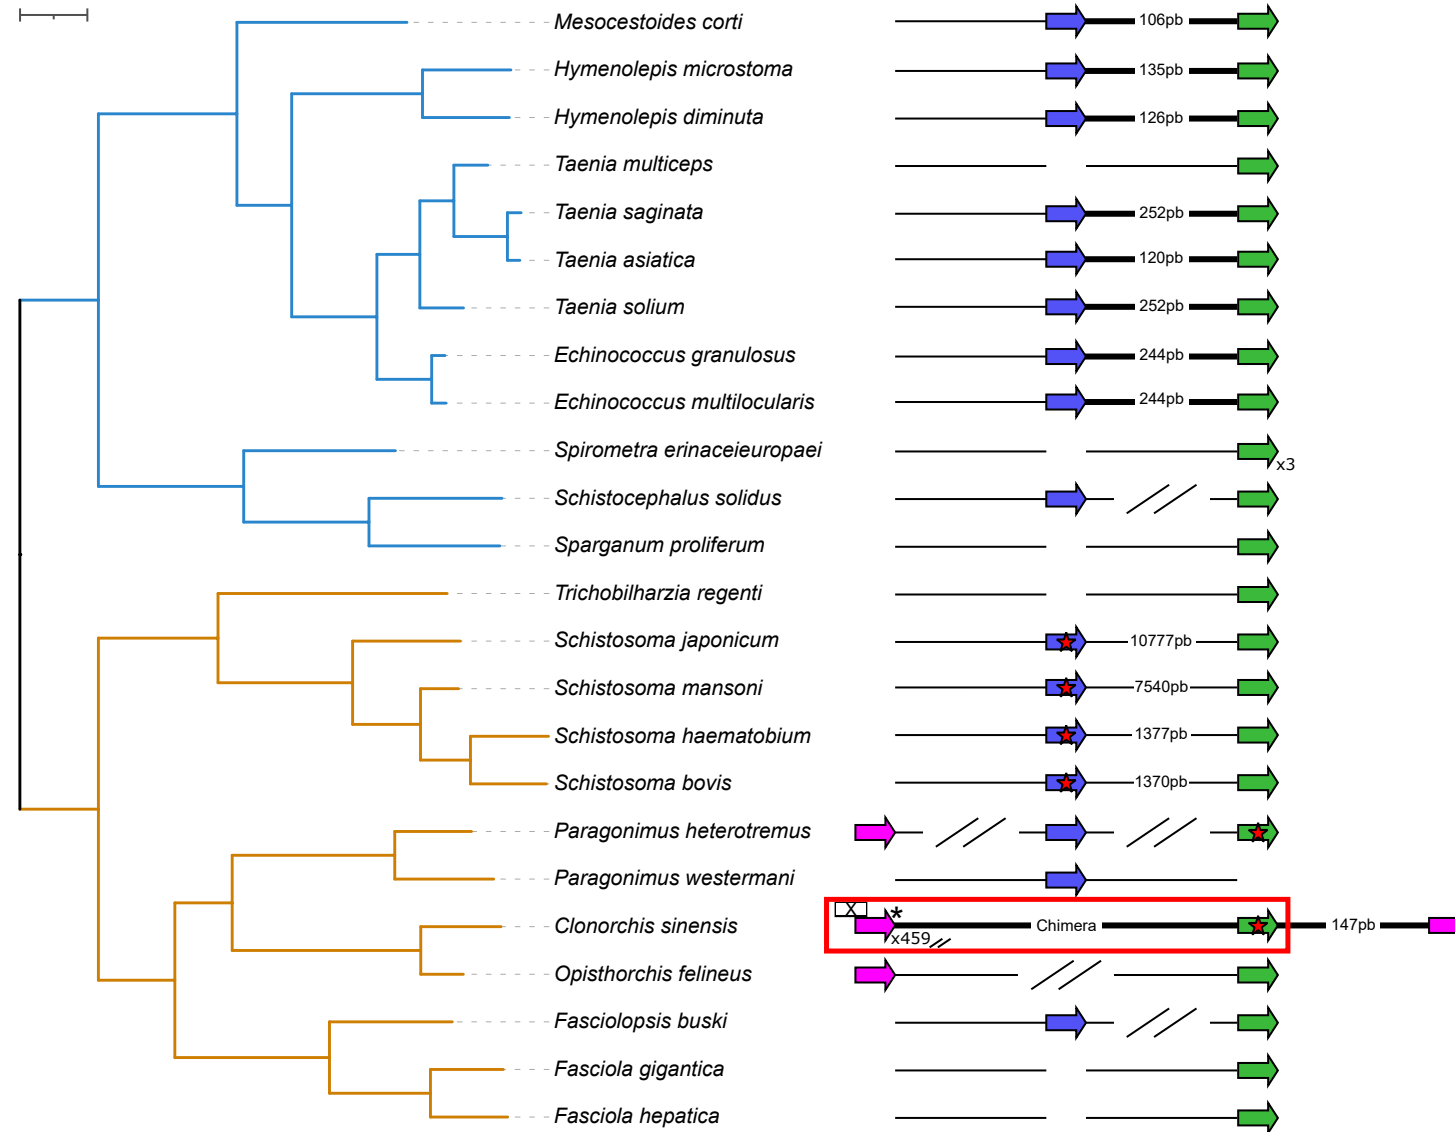 Mesocestoides corti 106pb
Hymenolepis microstoma 135pb
Hymenolepis diminuta 126pb
Taenia multiceps
Taenia saginata 252pb
Taenia asiatica 120pb
Taenia solium 252pb
Echinococcus granulosus 244pb
Echinococcus multilocularis 244pb
Spirometra erinaceieuropaei x3
Schistocephalus solidus
Sparganum proliferum
Trichobilharzia regenti
Schistosoma japonicum 10777pb
Schistosoma mansoni 7540pb
Schistosoma haematobium 1377pb
Schistosoma bovis 1370pb
Paragonimus heterotremus
Paragonimus westermani
X *
Clonorchis sinensis Chimera 147pb
x459
Opisthorchis felineus
Fasciolopsis buski
Fasciola gigantica
Fasciola hepatica